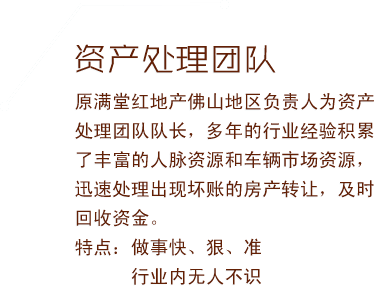 资产处理团队
原满堂红地产佛山地区负责人为资产
处理团队队长，多年的行业经验积累
了丰富的人脉资源和车辆市场资源，
迅速处理出现坏账的房产转让，及时
回收资金。
特点：做事快、狠、准
行业内无人不识